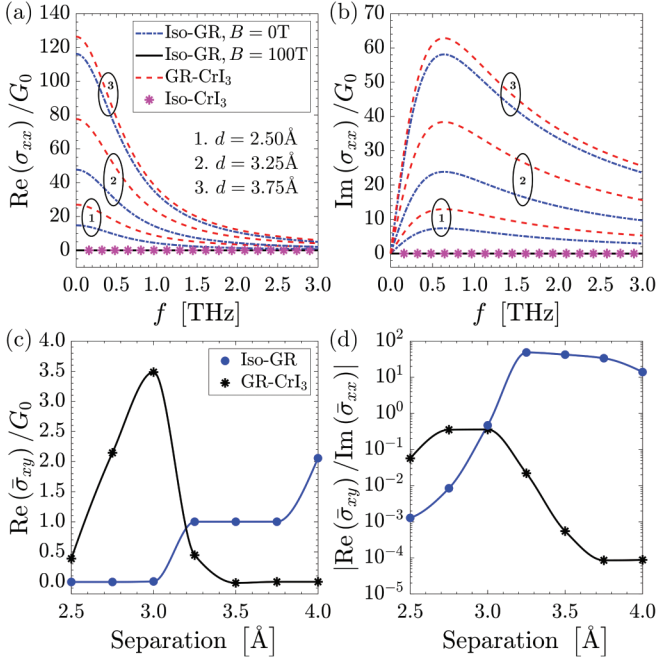 (a)
140
120
100
80
60
40
20
0
Re (σxx) /G0
Iso-GR, B = 0T
Iso-GR, B = 100T
GR-CrI3
Iso-CrI3
3
2
1
1. d = 2.50Å
2. d = 3.25Å
3. d = 3.75Å
0.0 0.5 1.0 1.5 2.0 2.5 3.0
f [THz]
(b)
70
60
50
40
30
20
10
0
Im (σxx) /G0
3
2
1
0.0 0.5 1.0 1.5 2.0 2.5 3.0
f [THz]
(c)
4.0
3.5
3.0
2.5
2.0
1.5
1.0
0.5
0.0
Re (σ̄xy) /G0
Iso-GR
GR-CrI3
2.5 3.0 3.5 4.0
Separation [Å]
(d)
10^2
10^1
10^0
10^-1
10^-2
10^-3
10^-4
10^-5
|Re (σ̄xy) /Im (σ̄xx)|
2.5 3.0 3.5 4.0
Separation [Å]